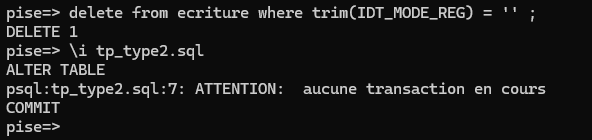 pise=> delete from ecriture where trim(IDT_MODE_REG) = '' ;
DELETE 1
pise=> \i tp_type2.sql
ALTER TABLE
psql:tp_type2.sql:7: ATTENTION:  aucune transaction en cours
COMMIT
pise=>